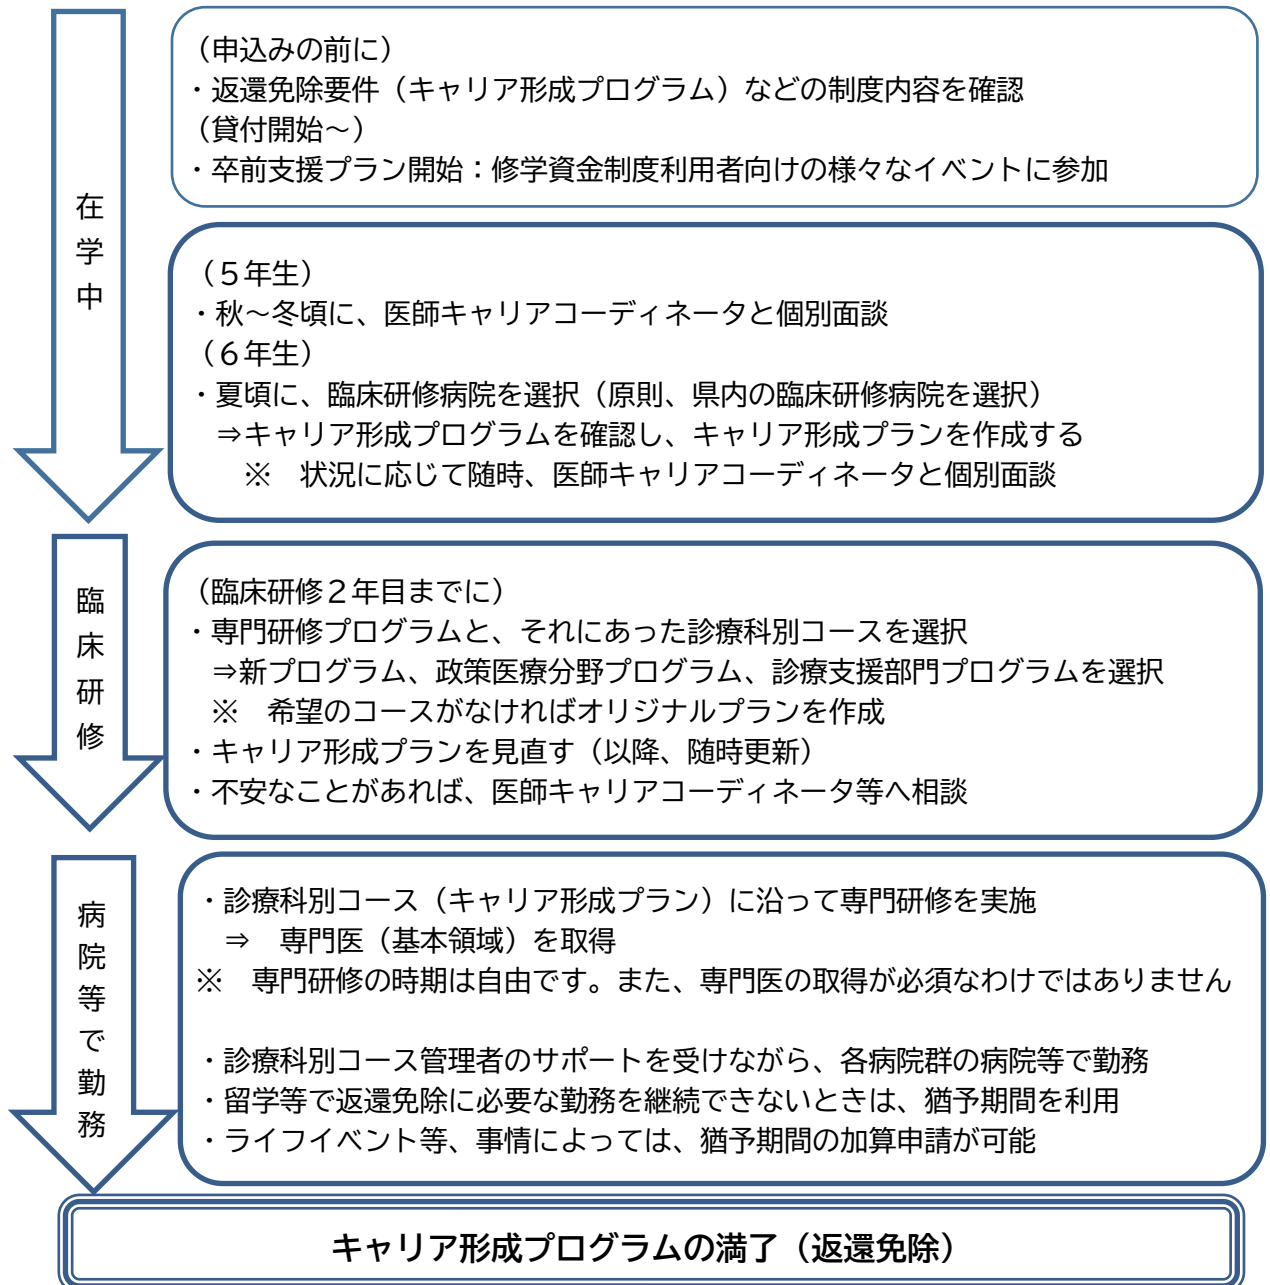 在学中
（申込みの前に）
・返還免除要件（キャリア形成プログラム）などの制度内容を確認
（貸付開始～）
・卒前支援プラン開始：修学資金制度利用者向けの様々なイベントに参加
（５年生）
・秋～冬頃に、医師キャリアコーディネータと個別面談
（６年生）
・夏頃に、臨床研修病院を選択（原則、県内の臨床研修病院を選択）
⇒キャリア形成プログラムを確認し、キャリア形成プランを作成する
※　状況に応じて随時、医師キャリアコーディネータと個別面談
臨床研修
（臨床研修２年目までに）
・専門研修プログラムと、それにあった診療科別コースを選択
⇒新プログラム、政策医療分野プログラム、診療支援部門プログラムを選択
※　希望のコースがなければオリジナルプランを作成
・キャリア形成プランを見直す（以降、随時更新）
・不安なことがあれば、医師キャリアコーディネータ等へ相談
病院等で勤務
・診療科別コース（キャリア形成プラン）に沿って専門研修を実施
⇒　専門医（基本領域）を取得
※　専門研修の時期は自由です。また、専門医の取得が必須なわけではありません
・診療科別コース管理者のサポートを受けながら、各病院群の病院等で勤務
・留学等で返還免除に必要な勤務を継続できないときは、猶予期間を利用
・ライフイベント等、事情によっては、猶予期間の加算申請が可能
キャリア形成プログラムの満了（返還免除）